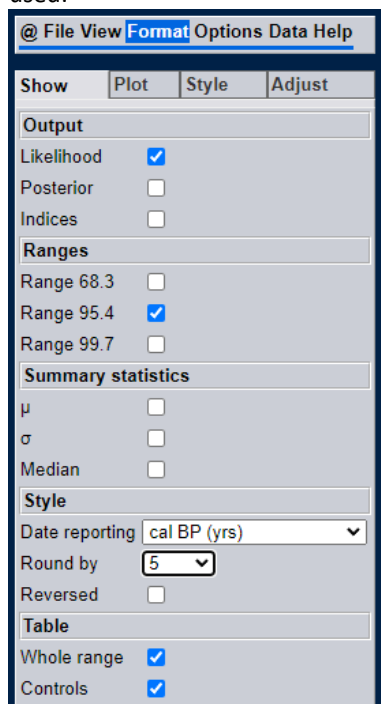 used.
@ File View Format Options Data Help
Show Plot Style Adjust
Output
Likelihood
Posterior
Indices
Ranges
Range 68.3
Range 95.4
Range 99.7
Summary statistics
μ
σ
Median
Style
Date reporting cal BP (yrs)
Round by 5
Reversed
Table
Whole range
Controls